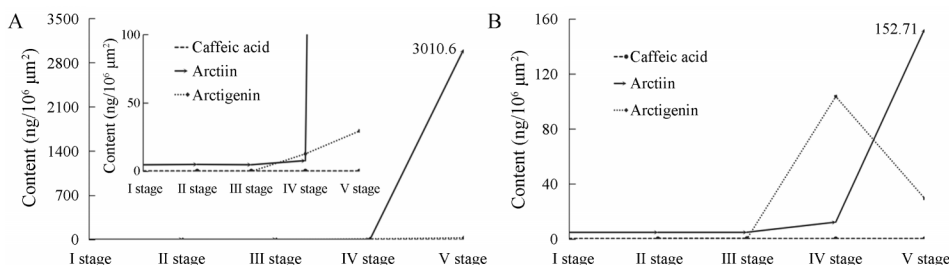 A
Content (ng/10⁶ μm²)
3500
2800
2100
1400
700
0
I stage II stage III stage IV stage V stage
3010.6
Content (ng/10⁶ μm²)
100
50
0
Caffeic acid
Arctiin
Arctigenin
I stage II stage III stage IV stage V stage
B
Content (ng/10⁶ μm²)
160
120
80
40
0
152.71
Caffeic acid
Arctiin
Arctigenin
I stage II stage III stage IV stage V stage